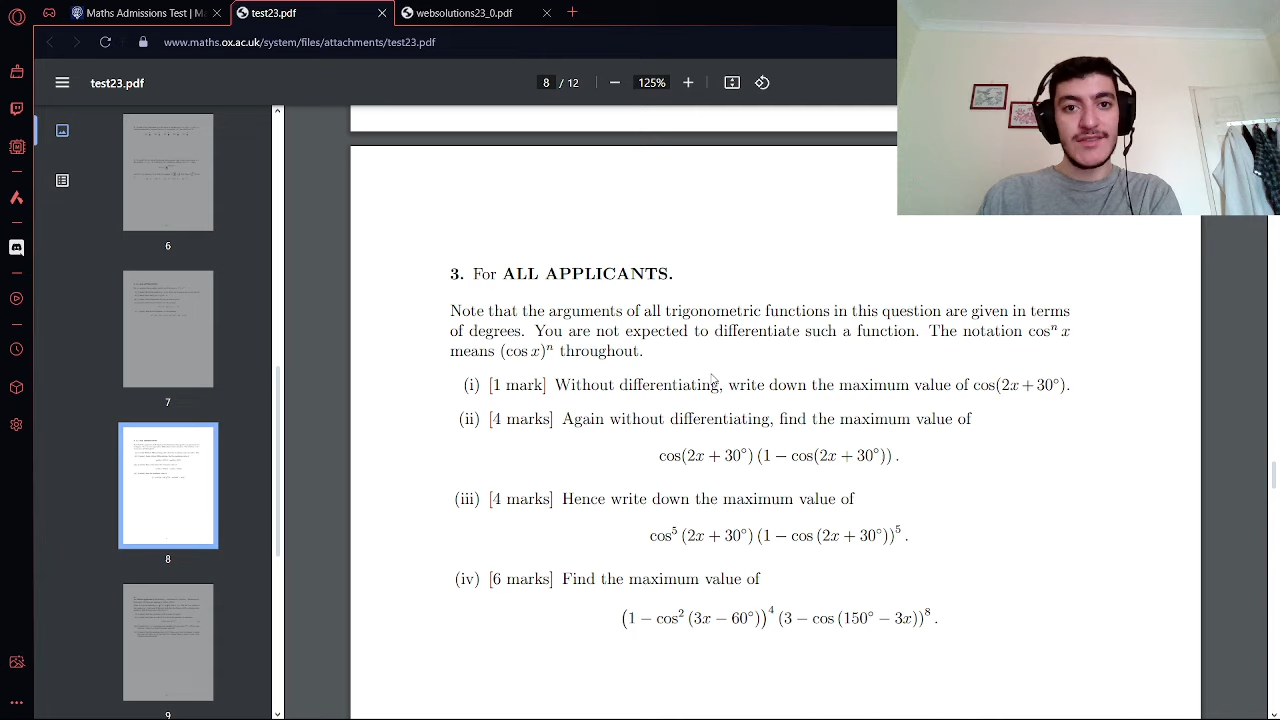 Maths Admissions Test | Ma
test23.pdf
websolutions23_0.pdf
www.maths.ox.ac.uk/system/files/attachments/test23.pdf
test23.pdf
8 / 12
125%
6
7
8
9
3. For ALL APPLICANTS.
Note that the arguments of all trigonometric functions in this question are given in terms
of degrees. You are not expected to differentiate such a function. The notation cosⁿ x
means (cos x)ⁿ throughout.
(i) [1 mark] Without differentiating, write down the maximum value of cos(2x + 30°).
(ii) [4 marks] Again without differentiating, find the maximum value of
cos(2x + 30°) (1 − cos(2x + 30°)) .
(iii) [4 marks] Hence write down the maximum value of
cos⁵ (2x + 30°) (1 − cos (2x + 30°))⁵ .
(iv) [6 marks] Find the maximum value of
(1 − cos² (3x − 60°))⁴ (3 − cos (150° − 3x))⁸ .